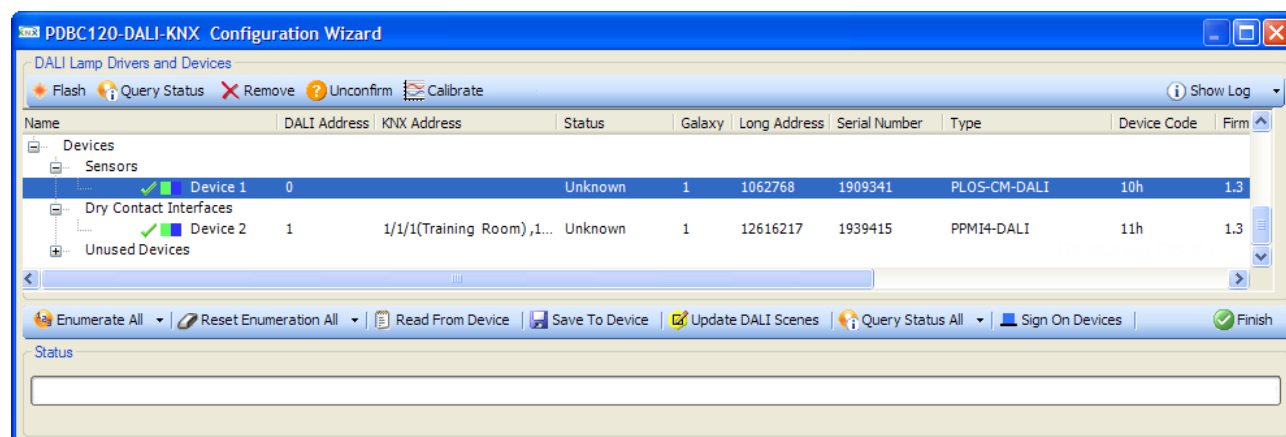 KNX PDBC120-DALI-KNX Configuration Wizard
DALI Lamp Drivers and Devices
Flash Query Status Remove Unconfirm Calibrate Show Log
Name DALI Address KNX Address Status Galaxy Long Address Serial Number Type Device Code Firm
Devices
Sensors
Device 1 0 Unknown 1 1062768 1909341 PLOS-CM-DALI 10h 1.3
Dry Contact Interfaces
Device 2 1 1/1/1(Training Room) ,1... Unknown 1 12616217 1939415 PPMI4-DALI 11h 1.3
Unused Devices
Enumerate All Reset Enumeration All Read From Device Save To Device Update DALI Scenes Query Status All Sign On Devices Finish
Status